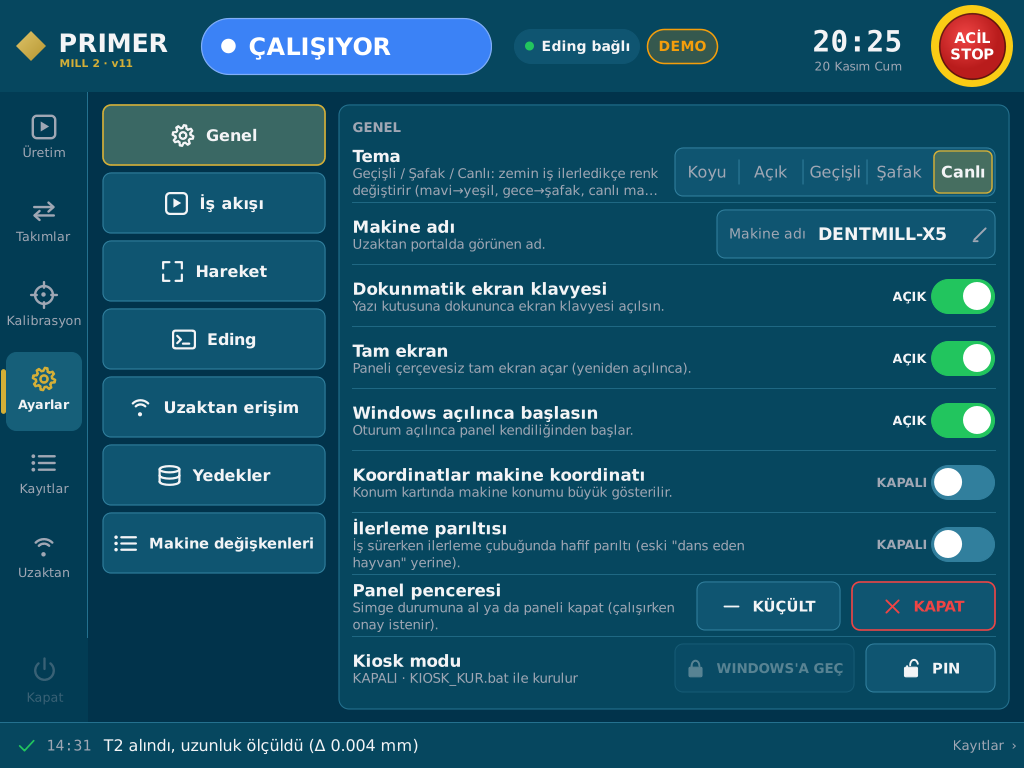 PRIMER
MILL 2 · v11
ÇALIŞIYOR
Eding bağlı
DEMO
20:25
20 Kasım Cum
ACİL
STOP
Üretim
Takımlar
Kalibrasyon
Ayarlar
Kayıtlar
Uzaktan
Kapat
Genel
İş akışı
Hareket
Eding
Uzaktan erişim
Yedekler
Makine değişkenleri
GENEL
Tema
Geçişli / Şafak / Canlı: zemin iş ilerledikçe renk
değiştirir (mavi→yeşil, gece→şafak, canlı ma…
Koyu
Açık
Geçişli
Şafak
Canlı
Makine adı
Uzaktan portalda görünen ad.
Makine adı DENTMILL-X5
Dokunmatik ekran klavyesi
Yazı kutusuna dokununca ekran klavyesi açılsın.
AÇIK
Tam ekran
Paneli çerçevesiz tam ekran açar (yeniden açılınca).
AÇIK
Windows açılınca başlasın
Oturum açılınca panel kendiliğinden başlar.
AÇIK
Koordinatlar makine koordinatı
Konum kartında makine konumu büyük gösterilir.
KAPALI
İlerleme parıltısı
İş sürerken ilerleme çubuğunda hafif parıltı (eski "dans eden
hayvan" yerine).
KAPALI
Panel penceresi
Simge durumuna al ya da paneli kapat (çalışırken
onay istenir).
KÜÇÜLT
KAPAT
Kiosk modu
KAPALI · KIOSK_KUR.bat ile kurulur
WINDOWS'A GEÇ
PIN
14:31 T2 alındı, uzunluk ölçüldü (Δ 0.004 mm)
Kayıtlar ›